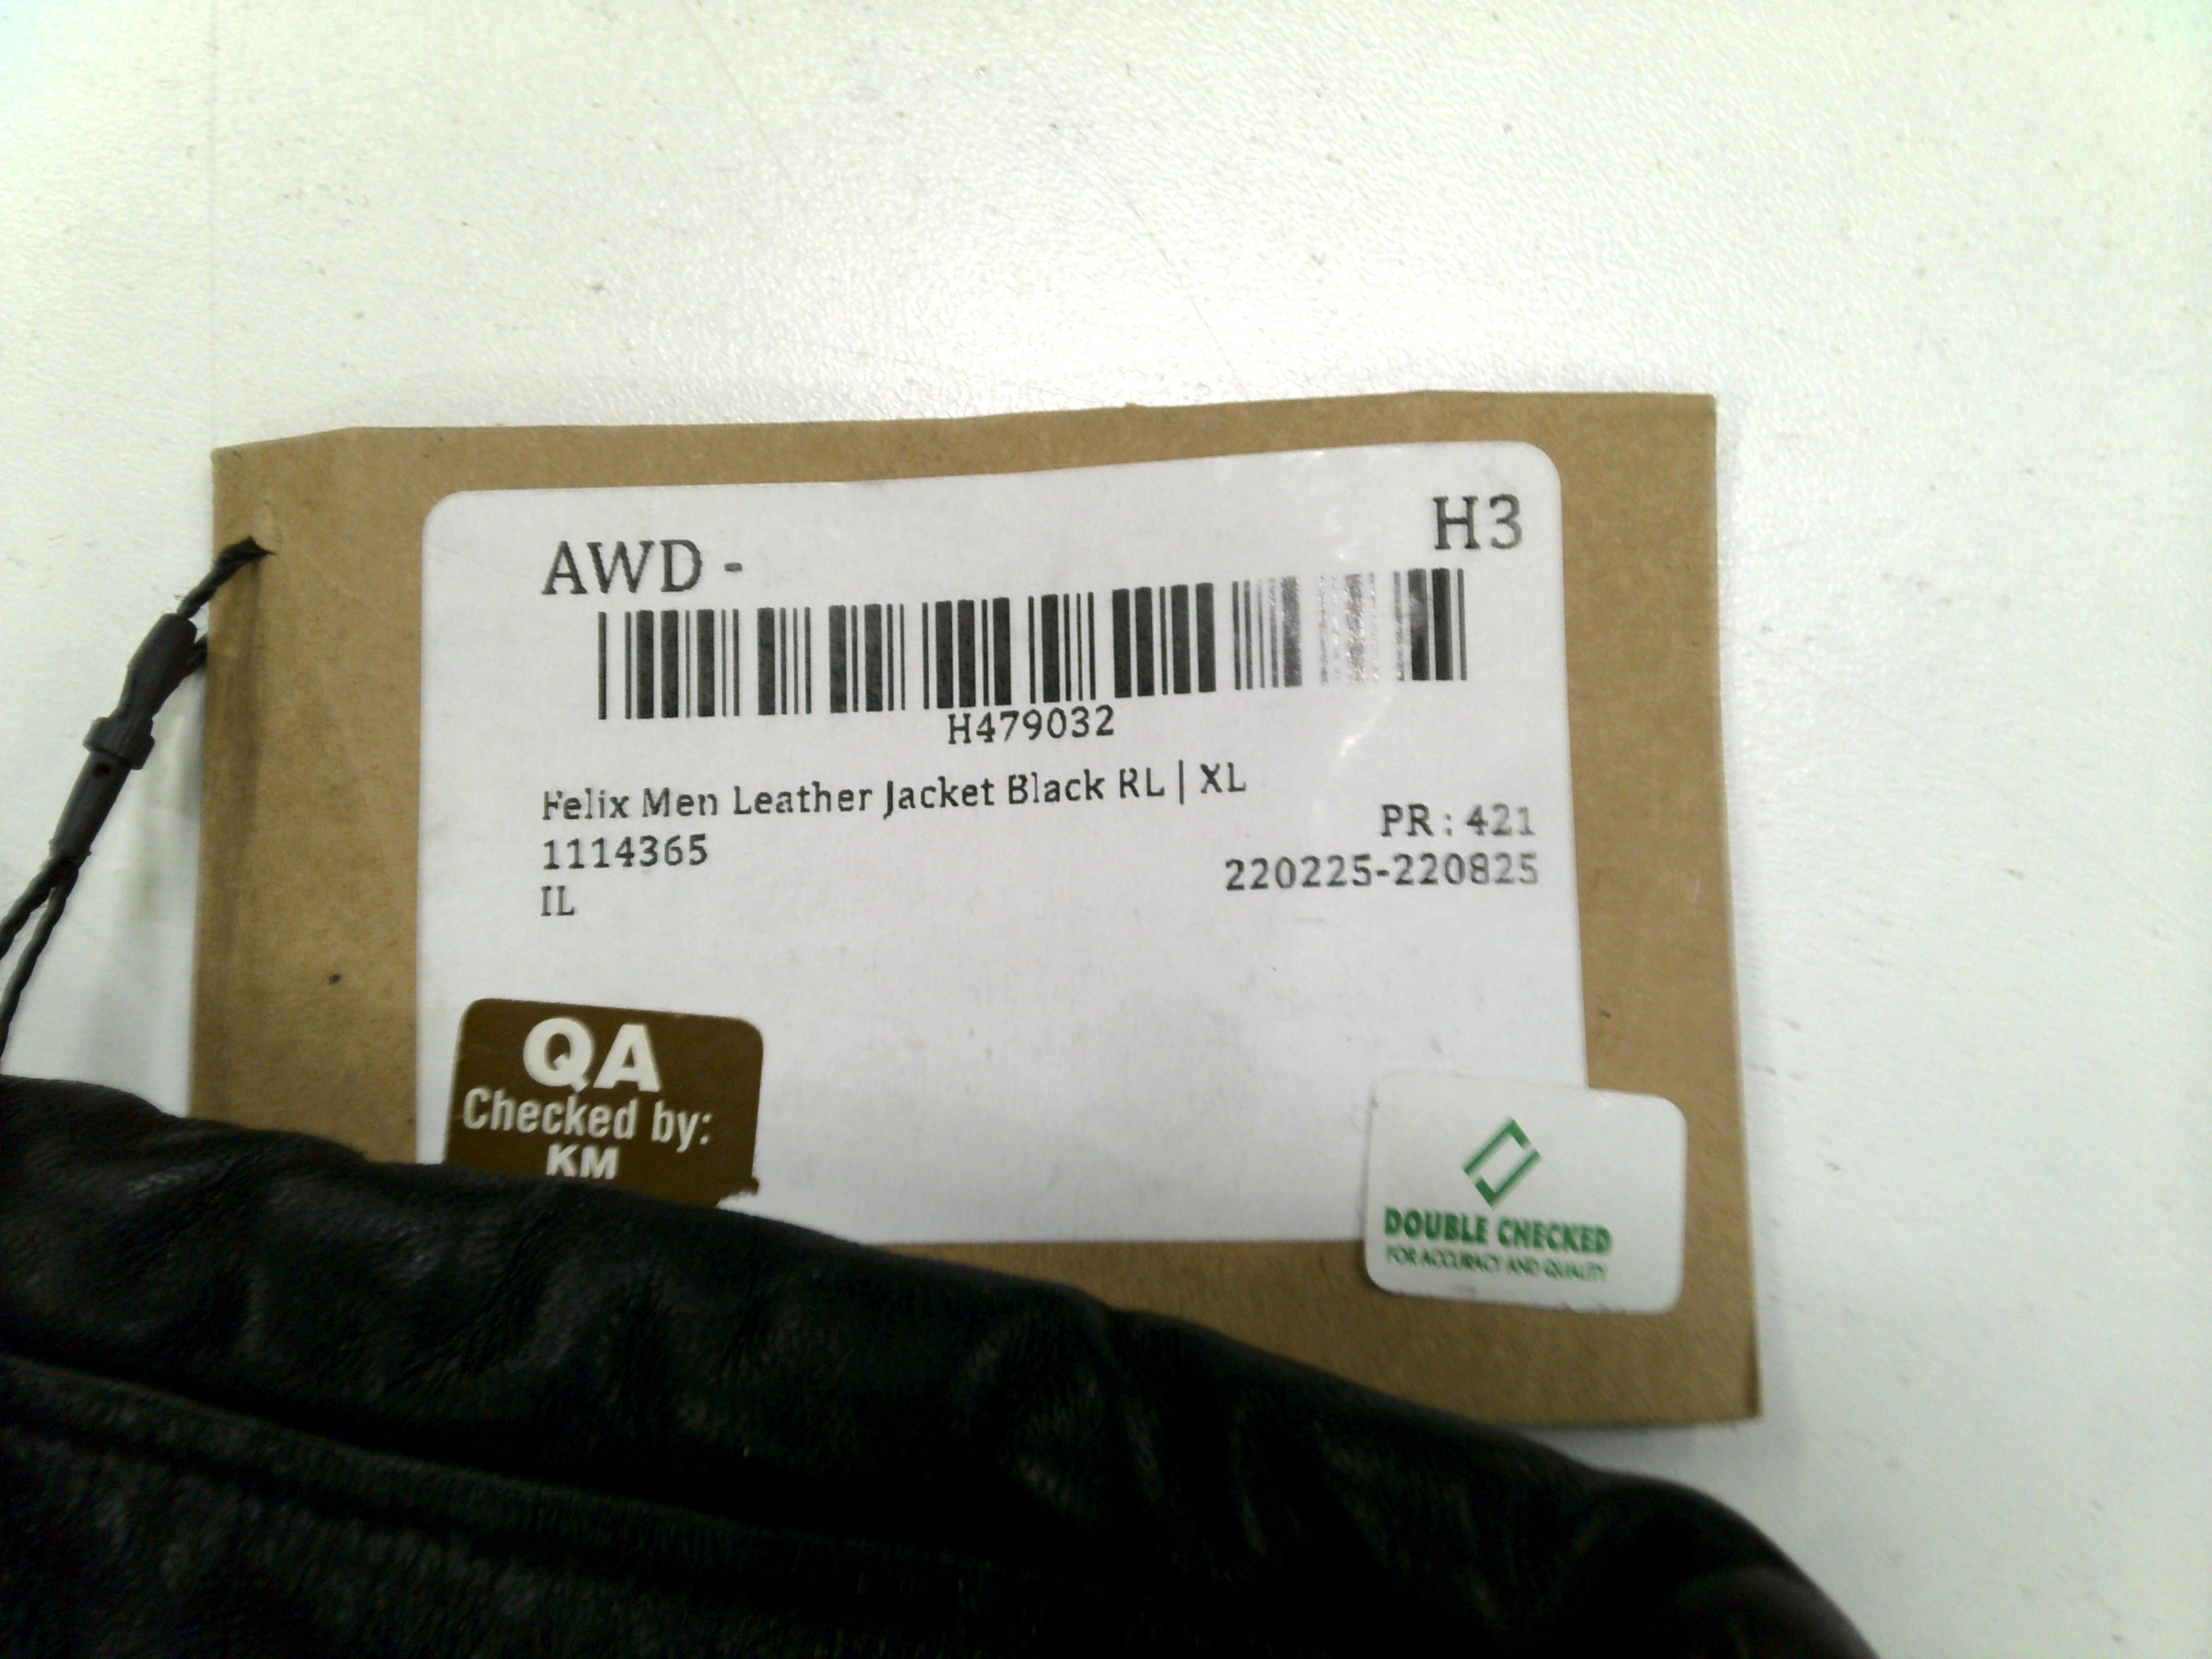 AWD -
H3
H479032
Felix Men Leather Jacket Black RL | XL
PR : 421
1114365
220225-220825
IL
QA
Checked by:
KM
DOUBLE CHECKED
FOR ACCURACY AND QUALITY